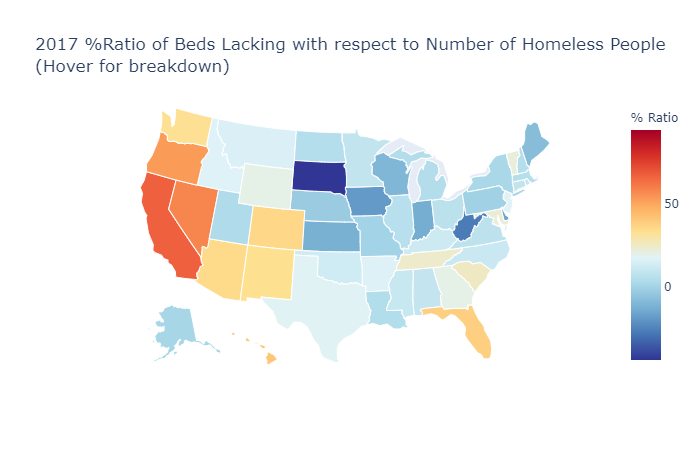 2017 %Ratio of Beds Lacking with respect to Number of Homeless People
(Hover for breakdown)
% Ratio
50
0